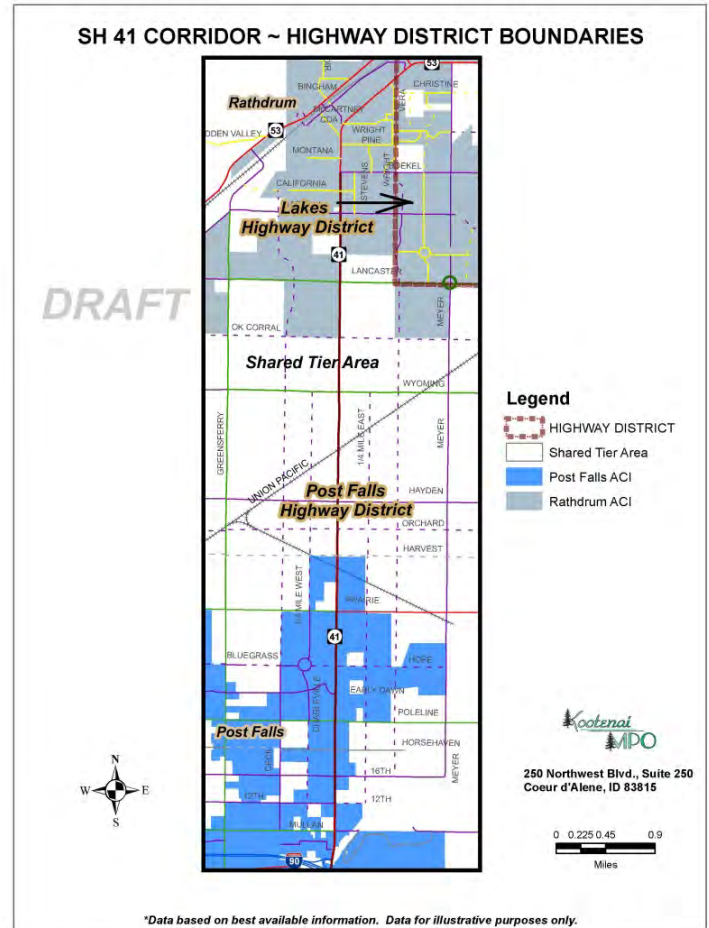 SH 41 CORRIDOR ~ HIGHWAY DISTRICT BOUNDARIES
53
CHRISTINE
BINGHAM
VERA
Rathdrum
MCCARTNEY
COA
53
DDEN VALLEY
WRIGHT
PINE
MONTANA
WRIGHT
BOEKEL
STEVENS
CALIFORNIA
Lakes
Highway District
41
LANCASTER
DRAFT
MEYER
OK CORRAL
Shared Tier Area
WYOMING
GREENSFERRY
1/4 MILE EAST
MEYER
UNION PACIFIC
HAYDEN
Post Falls
Highway District
ORCHARD
HARVEST
1/4 MILE WEST
PRAIRIE
41
BLUEGRASS
HOPE
EARLY DAWN
CHARLEVILLE
POLELINE
Post Falls
HORSEHAVEN
CECIL
MEYER
16TH
12TH
12TH
MULLAN
90
Legend
HIGHWAY DISTRICT
Shared Tier Area
Post Falls ACI
Rathdrum ACI
N
W E
S
Kootenai
MPO
250 Northwest Blvd., Suite 250
Coeur d'Alene, ID 83815
0 0.225 0.45 0.9
Miles
*Data based on best available information. Data for illustrative purposes only.